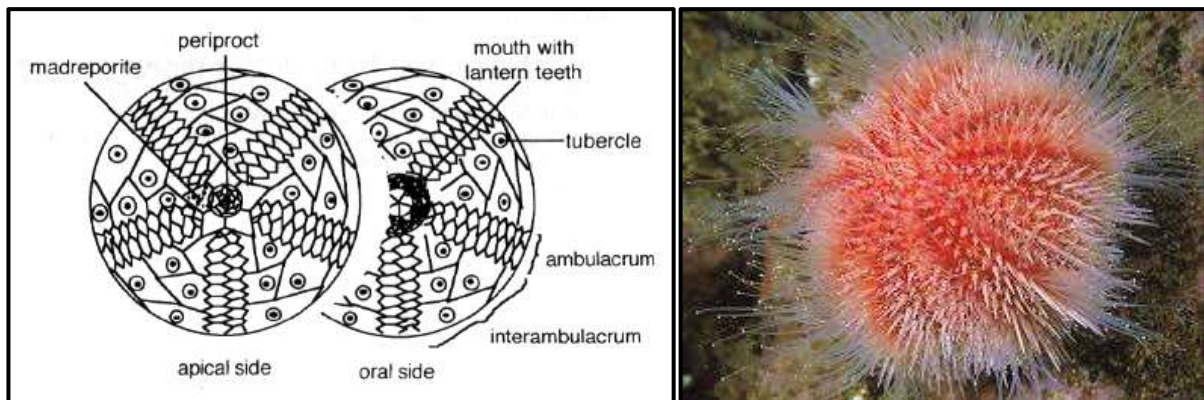 periproct
madreporite
mouth with
lantern teeth
tubercle
ambulacrum
interambulacrum
apical side
oral side